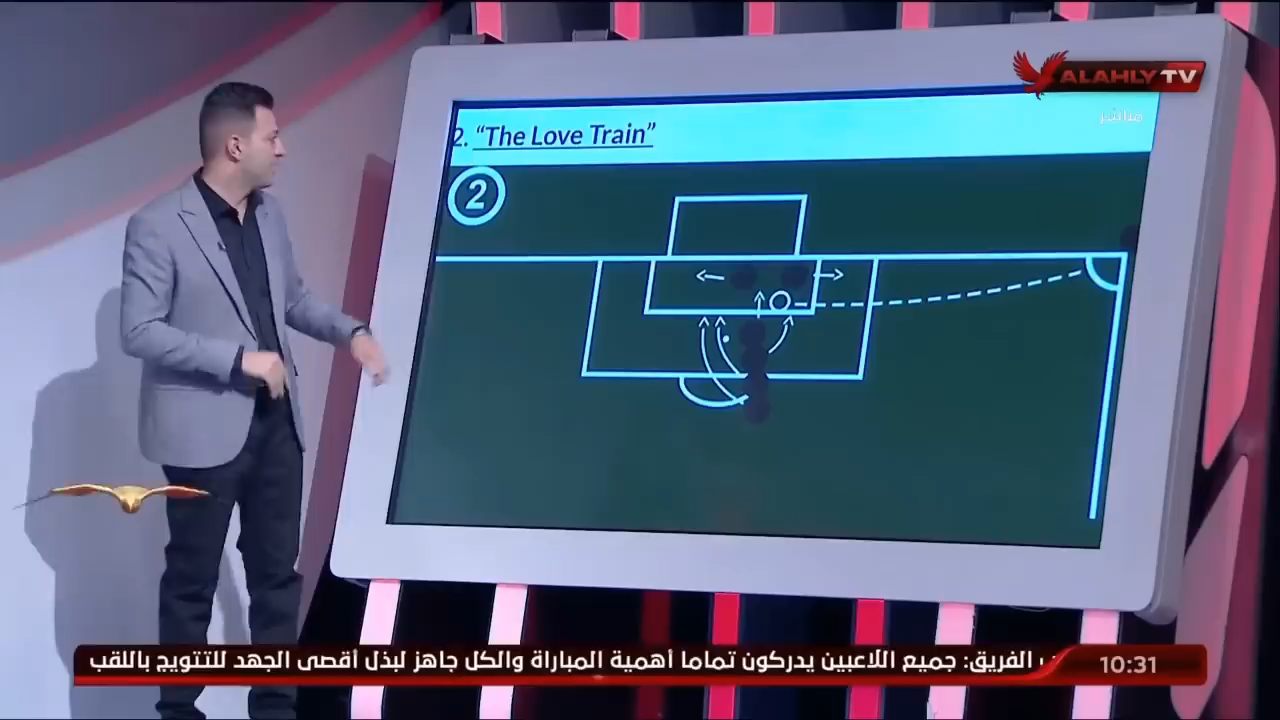 ALAHLY TV
مباشر
2. “The Love Train”
2
الفريق: جميع اللاعبين يدركون تماما أهمية المباراة والكل جاهز لبذل أقصى الجهد للتتويج باللقب
10:31